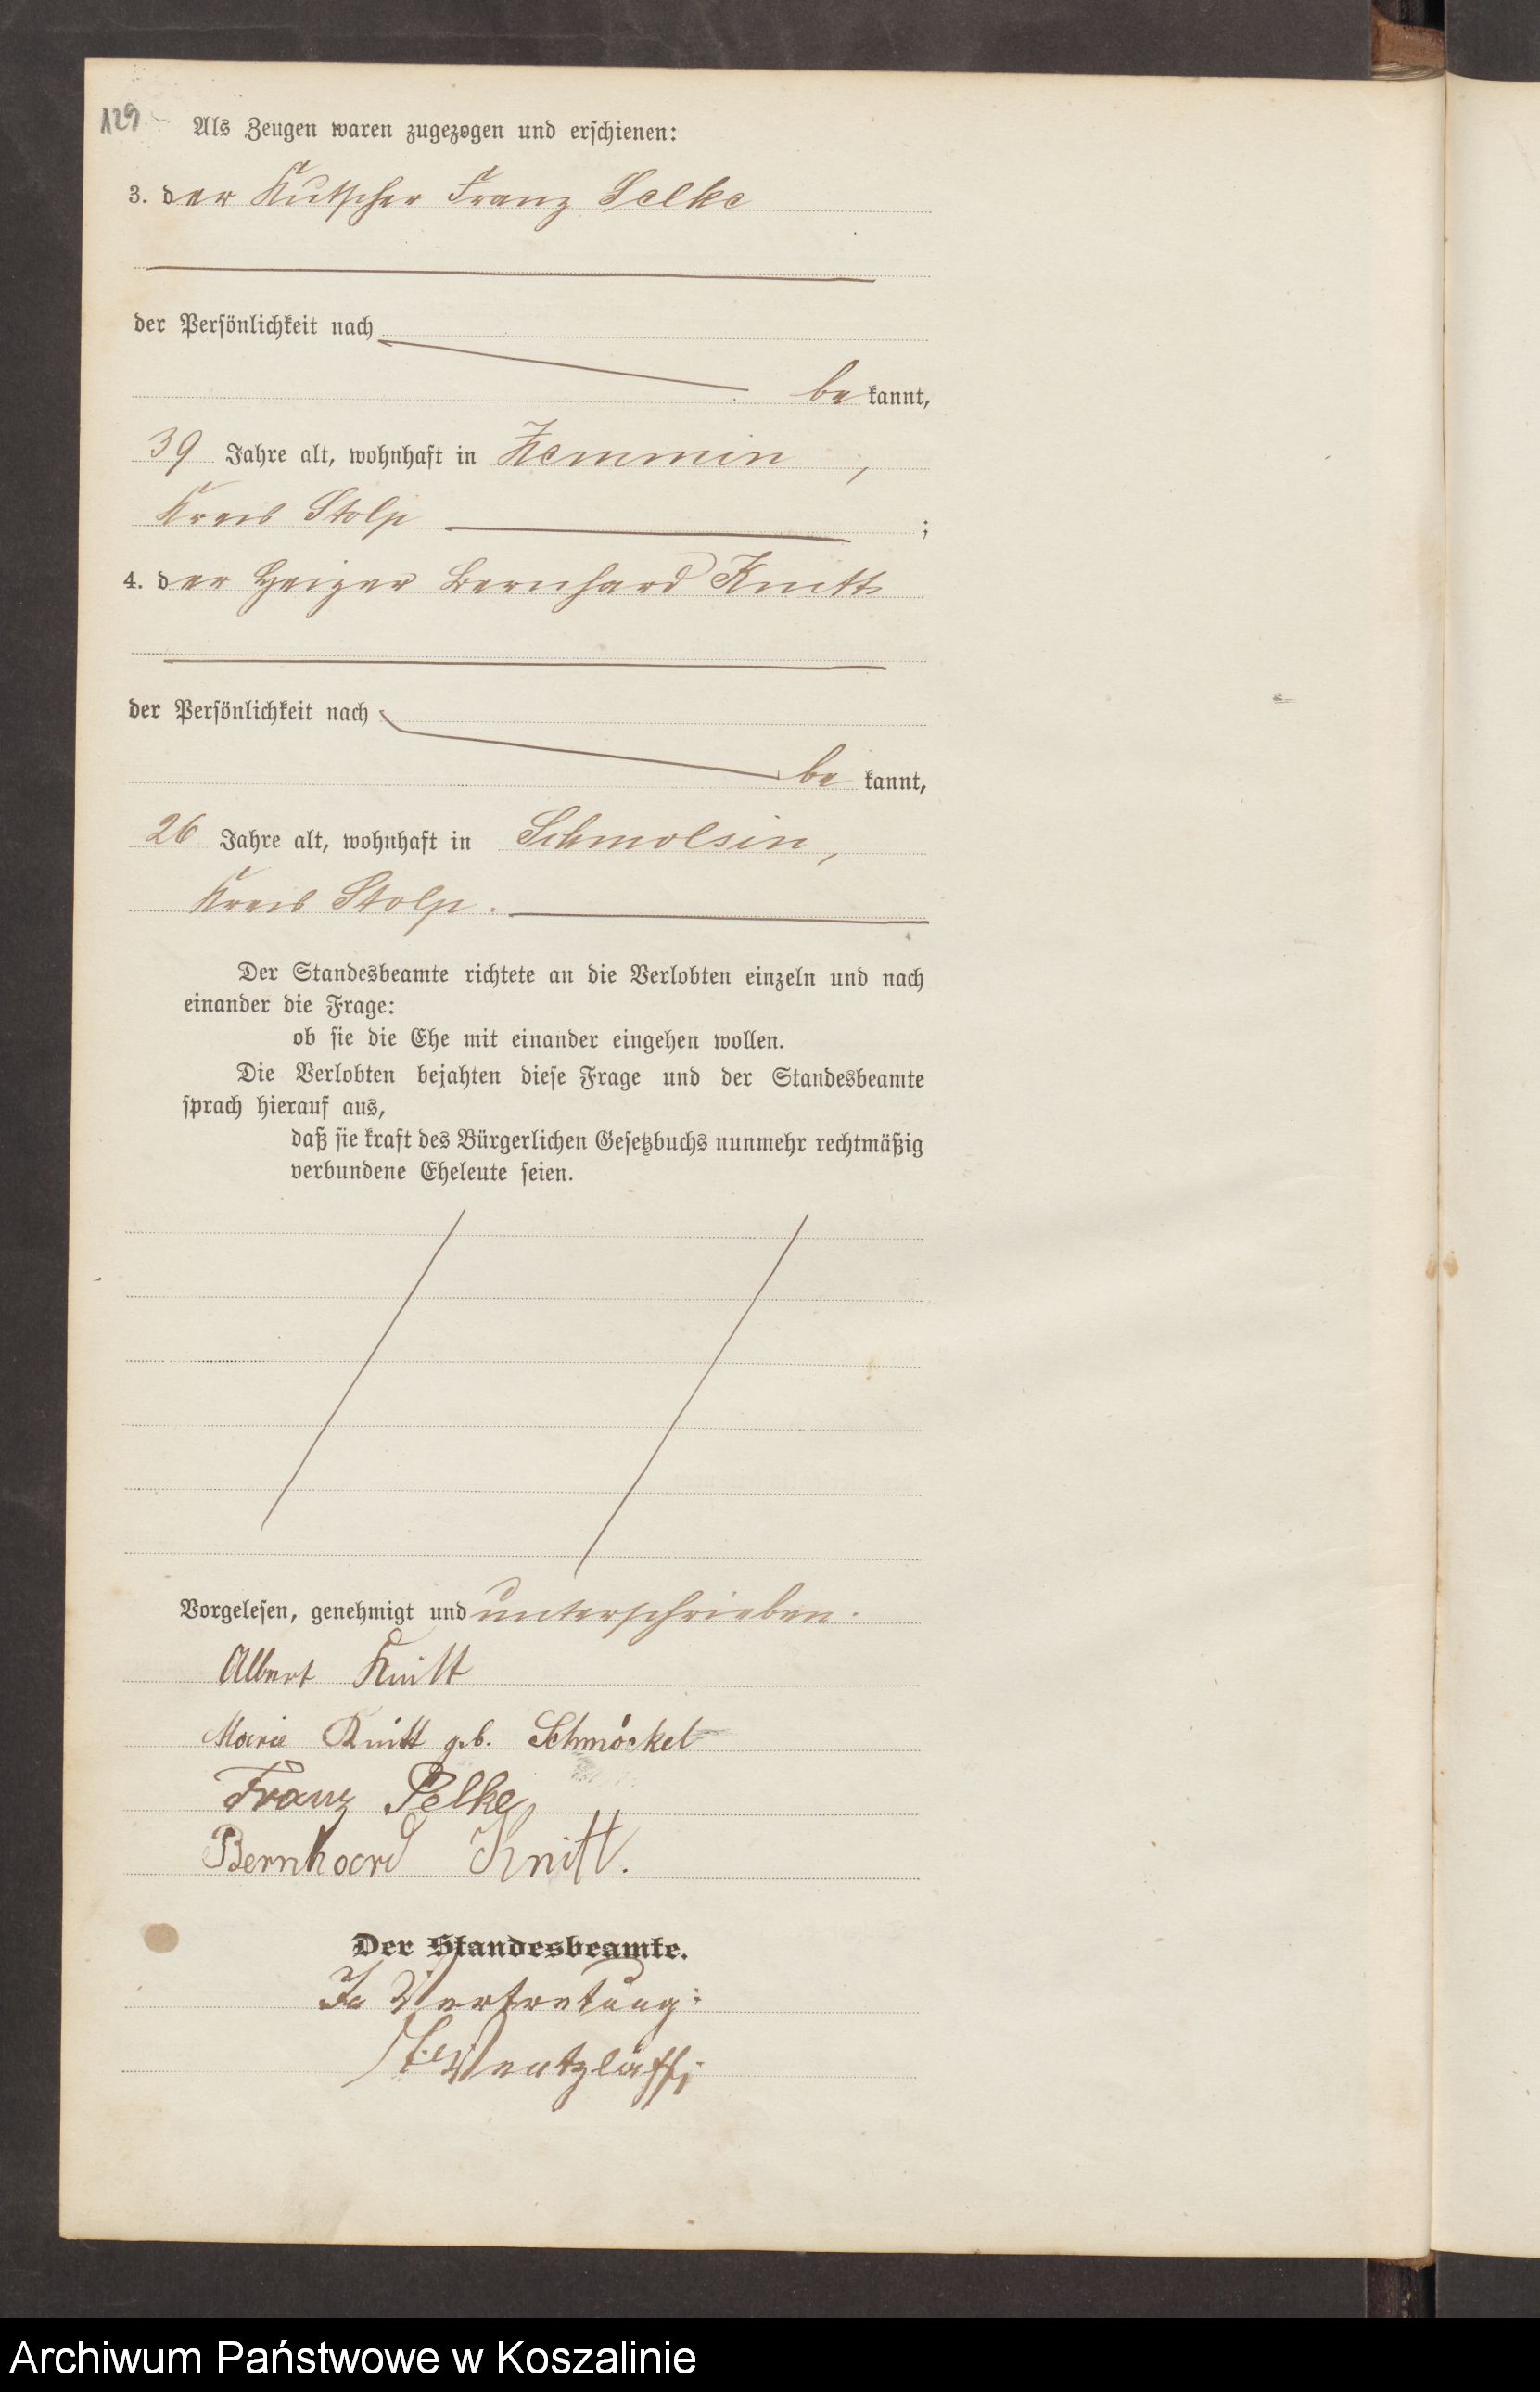 129
Als Zeugen waren zugezogen und erschienen:
3. der Kutscher Franz Selke
der Persönlichkeit nach
be kannt,
39 Jahre alt, wohnhaft in Zemmin,
Kreis Stolp ;
4. der Heizer Bernhard Knitt
der Persönlichkeit nach
be kannt,
26 Jahre alt, wohnhaft in Schmolsin,
Kreis Stolp.
Der Standesbeamte richtete an die Verlobten einzeln und nach
einander die Frage:
ob sie die Ehe mit einander eingehen wollen.
Die Verlobten bejahten diese Frage und der Standesbeamte
sprach hierauf aus,
daß sie kraft des Bürgerlichen Gesetzbuchs nunmehr rechtmäßig
verbundene Eheleute seien.
Vorgelesen, genehmigt und unterschrieben.
Albert Knitt
Marie Knitt geb. Schmöckel
Franz Selke
Bernhard Knitt.
Der Standesbeamte.
In Vertretung:
Wentzlaff
Archiwum Państwowe w Koszalinie